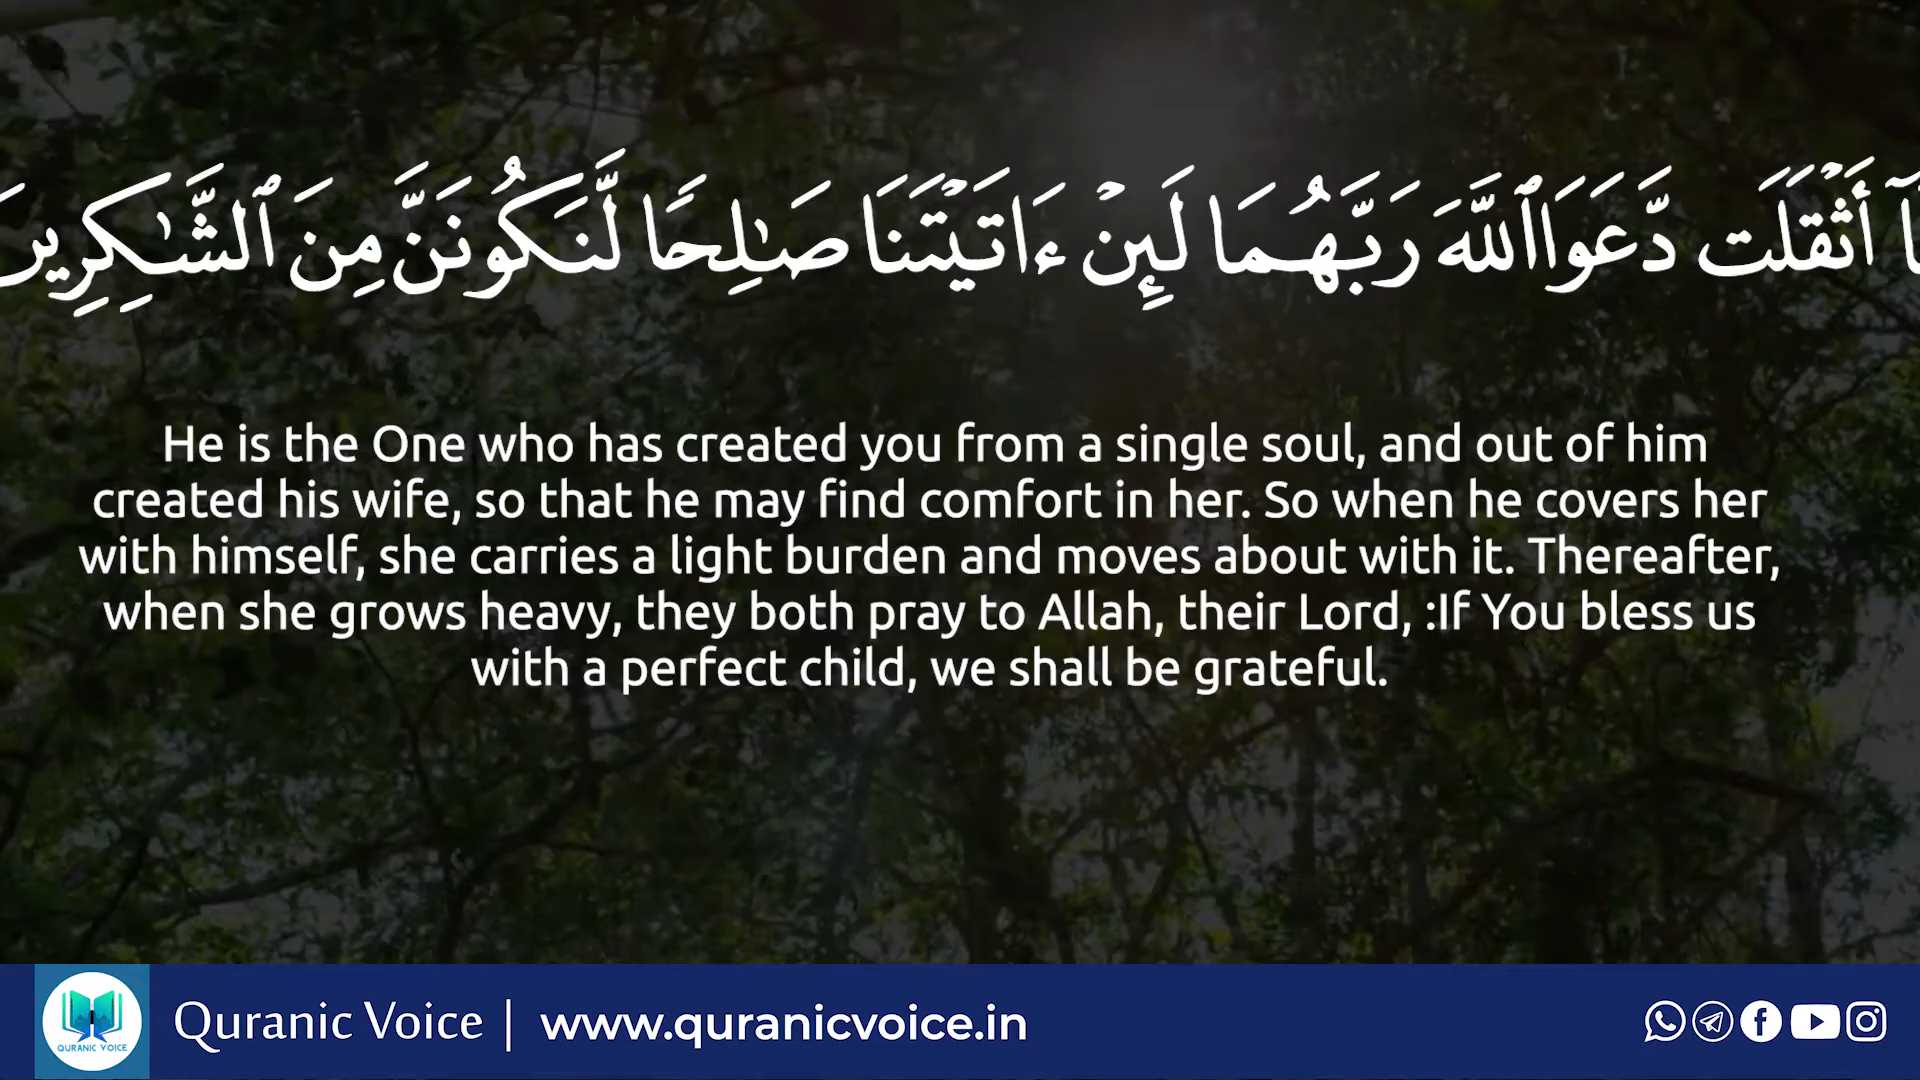 أَثْقَلَت دَّعَوَا ٱللَّهَ رَبَّهُمَا لَئِنْ ءَاتَيْتَنَا صَـٰلِحًا لَّنَكُونَنَّ مِنَ ٱلشَّـٰكِرِينَ
He is the One who has created you from a single soul, and out of him
created his wife, so that he may find comfort in her. So when he covers her
with himself, she carries a light burden and moves about with it. Thereafter,
when she grows heavy, they both pray to Allah, their Lord, :If You bless us
with a perfect child, we shall be grateful.
QURANIC VOICE
Quranic Voice | www.quranicvoice.in